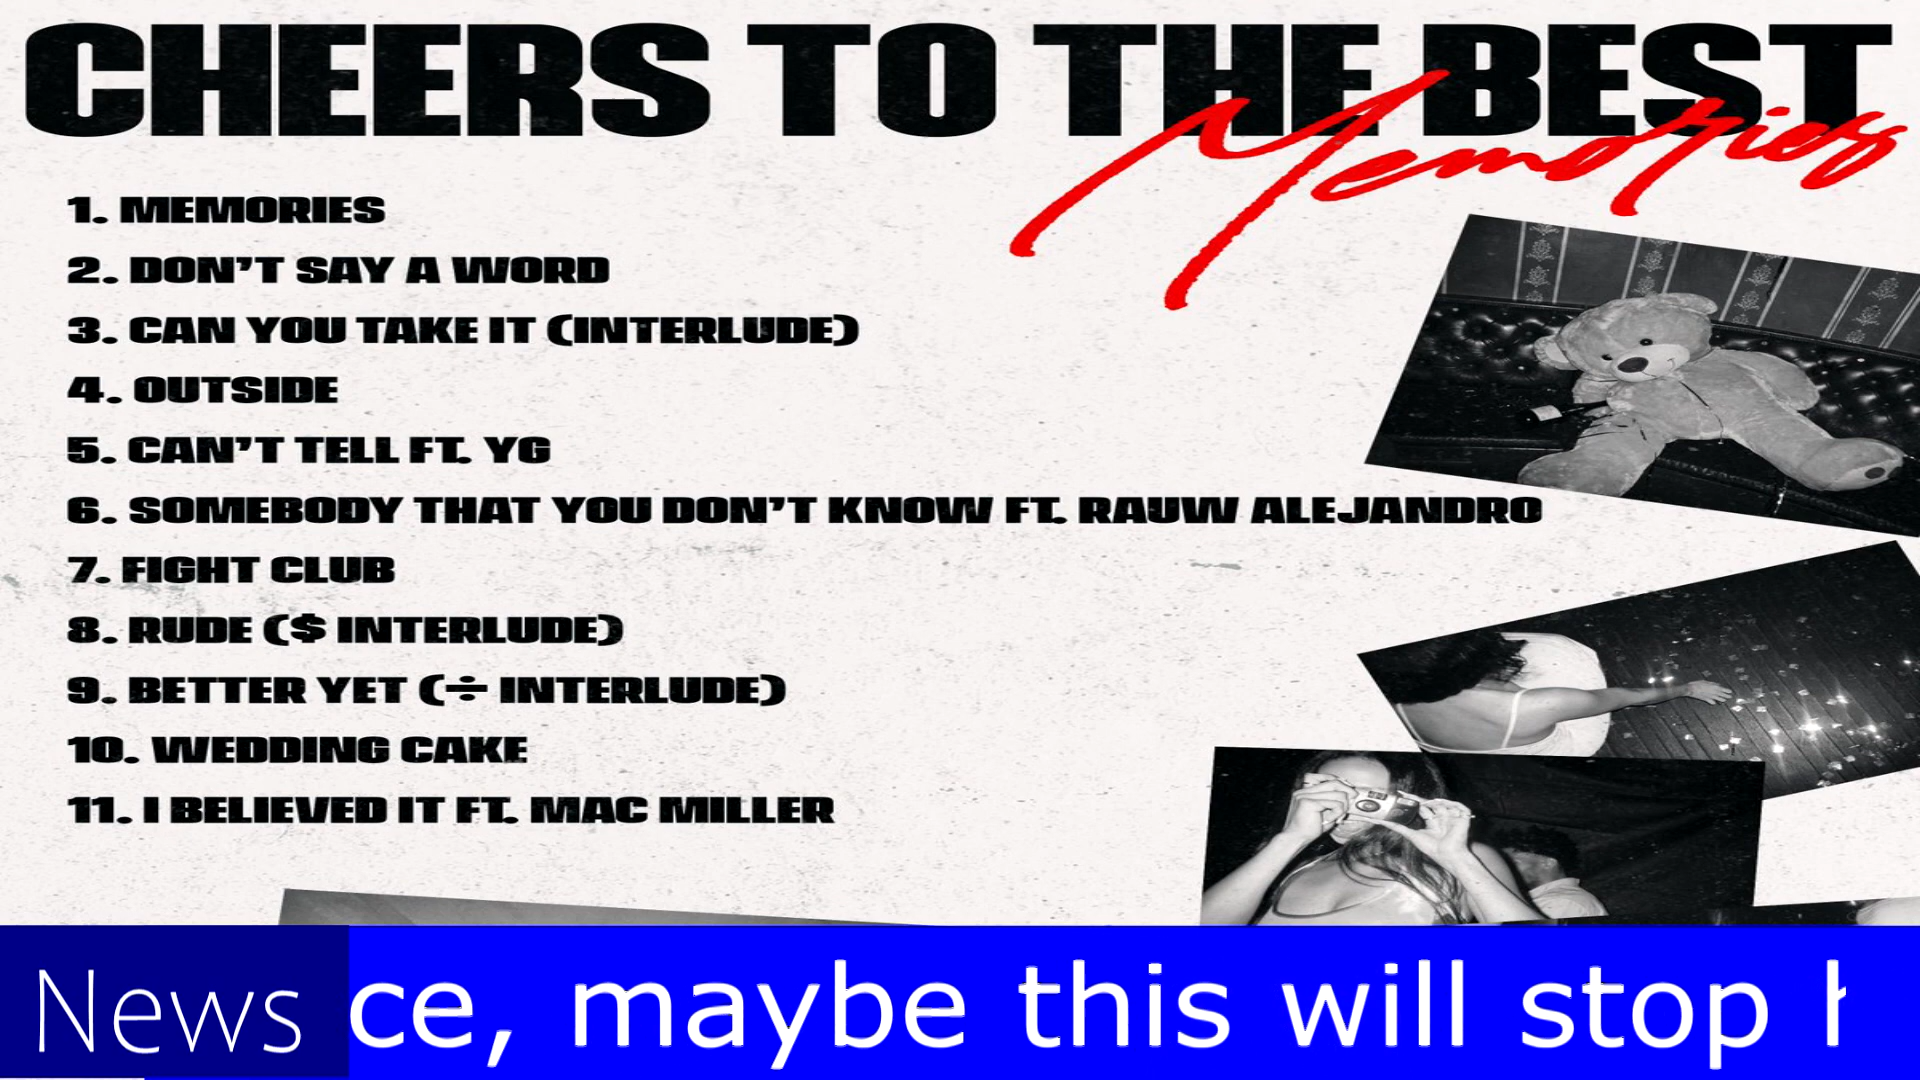 CHEERS TO THE BEST
Memories
1. MEMORIES
2. DON'T SAY A WORD
3. CAN YOU TAKE IT (INTERLUDE)
4. OUTSIDE
5. CAN'T TELL FT. YG
6. SOMEBODY THAT YOU DON'T KNOW FT. RAUW ALEJANDRO
7. FIGHT CLUB
8. RUDE ($ INTERLUDE)
9. BETTER YET (÷ INTERLUDE)
10. WEDDING CAKE
11. I BELIEVED IT FT. MAC MILLER
News ce, maybe this will stop